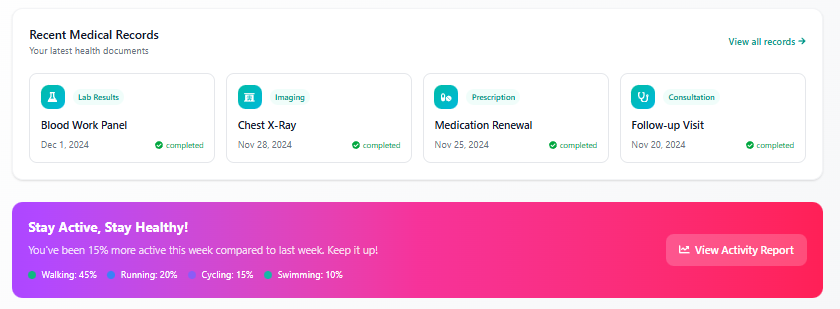 Recent Medical Records
Your latest health documents
View all records →
Lab Results
Blood Work Panel
Dec 1, 2024
completed
Imaging
Chest X-Ray
Nov 28, 2024
completed
Prescription
Medication Renewal
Nov 25, 2024
completed
Consultation
Follow-up Visit
Nov 20, 2024
completed
Stay Active, Stay Healthy!
You've been 15% more active this week compared to last week. Keep it up!
Walking: 45% Running: 20% Cycling: 15% Swimming: 10%
View Activity Report